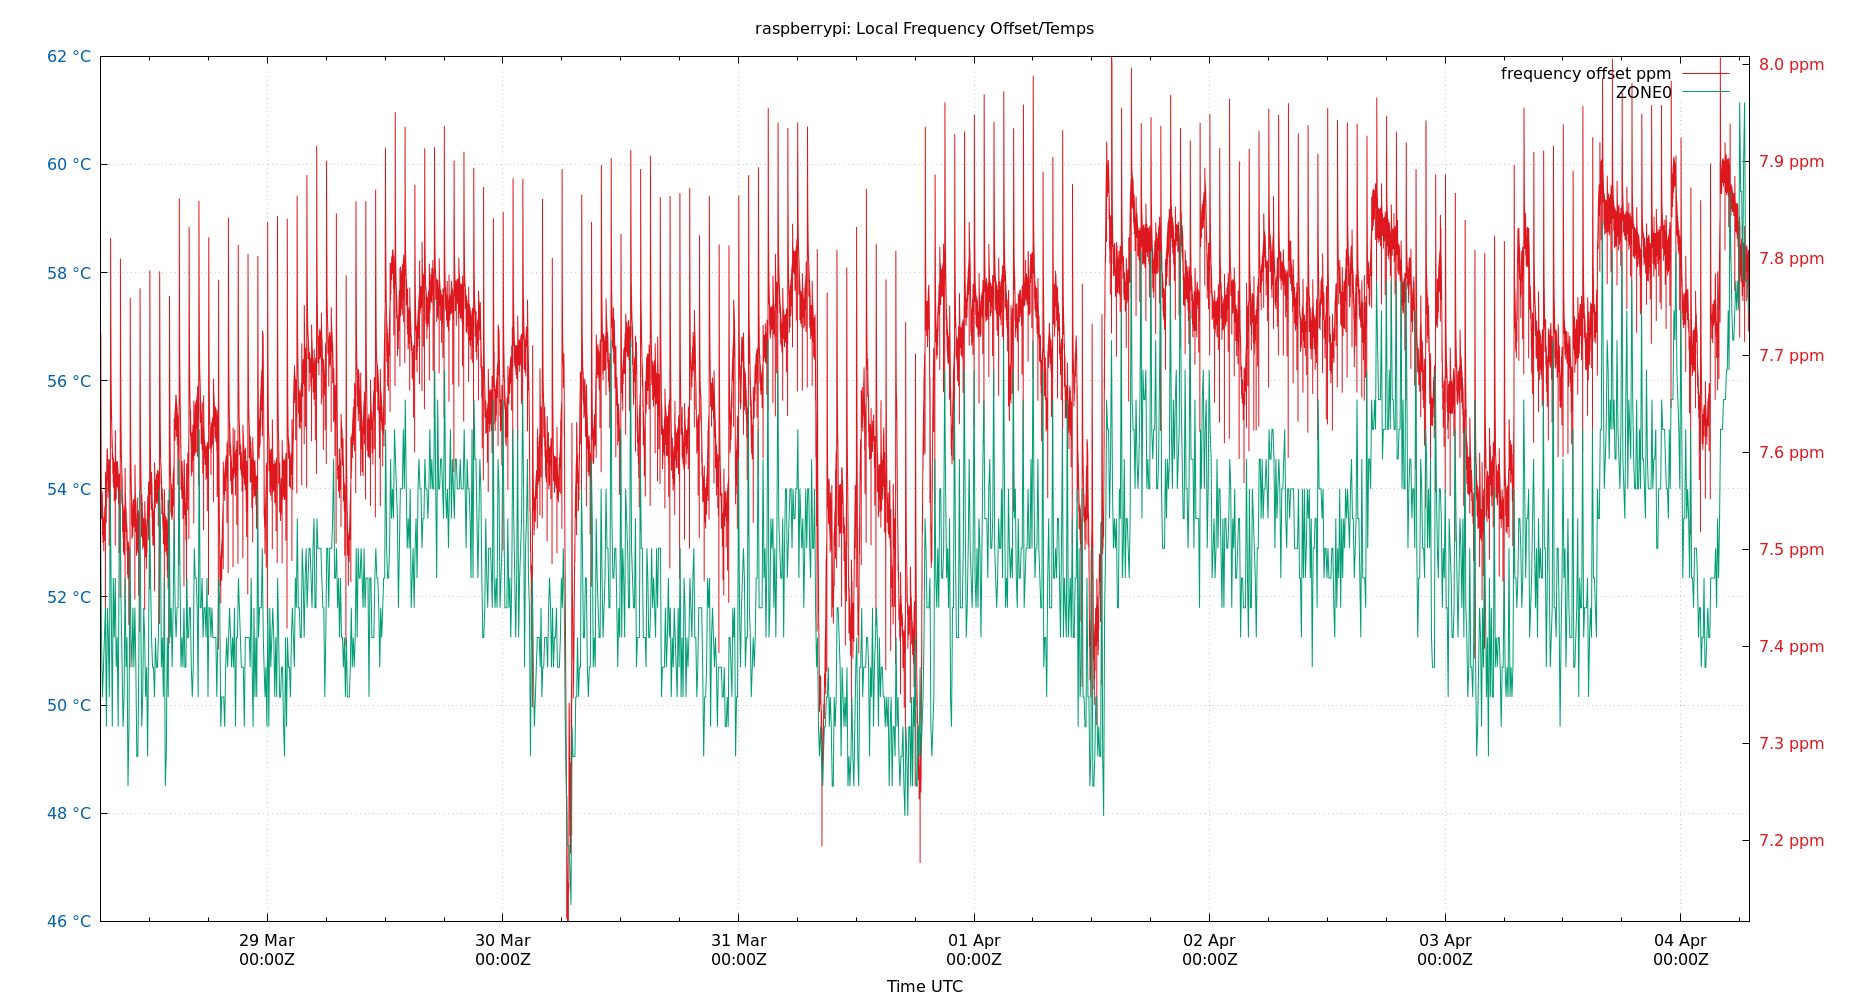 raspberrypi: Local Frequency Offset/Temps
frequency offset ppm
ZONE0
62 °C
60 °C
58 °C
56 °C
54 °C
52 °C
50 °C
48 °C
46 °C
8.0 ppm
7.9 ppm
7.8 ppm
7.7 ppm
7.6 ppm
7.5 ppm
7.4 ppm
7.3 ppm
7.2 ppm
29 Mar
00:00Z
30 Mar
00:00Z
31 Mar
00:00Z
01 Apr
00:00Z
02 Apr
00:00Z
03 Apr
00:00Z
04 Apr
00:00Z
Time UTC